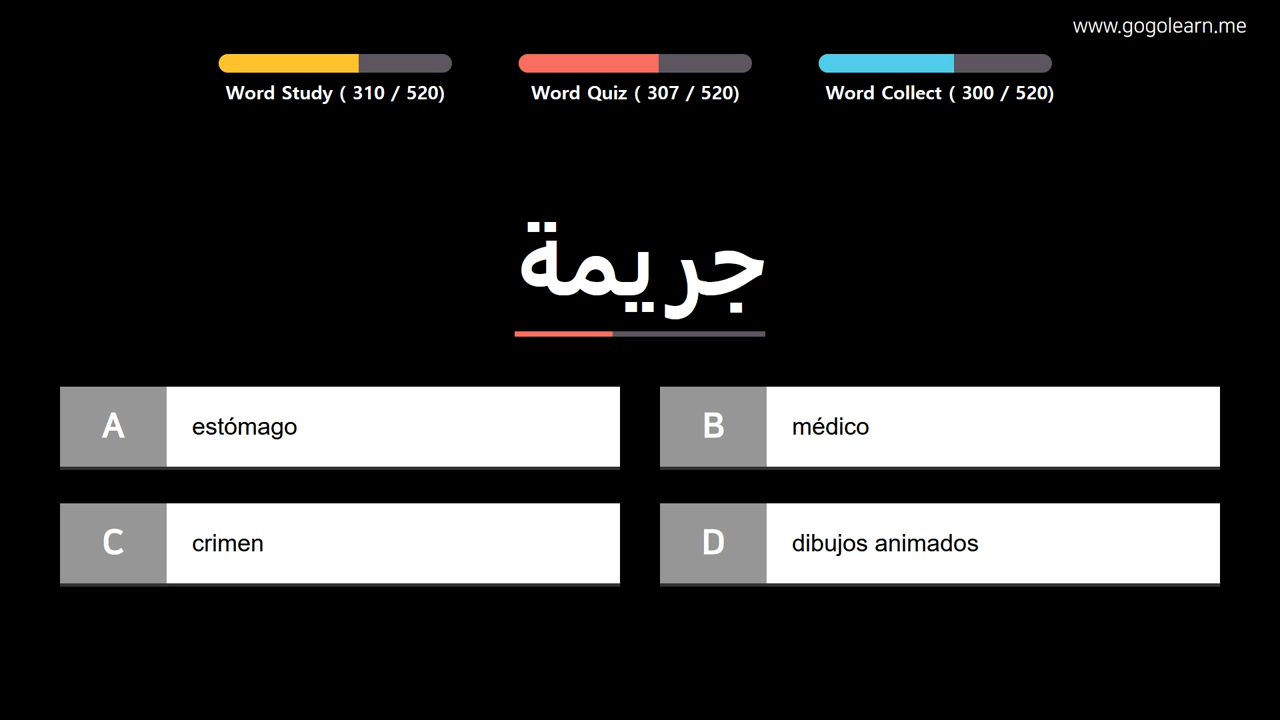 www.gogolearn.me
Word Study ( 310 / 520)
Word Quiz ( 307 / 520)
Word Collect ( 300 / 520)
جريمة
A estómago
B médico
C crimen
D dibujos animados